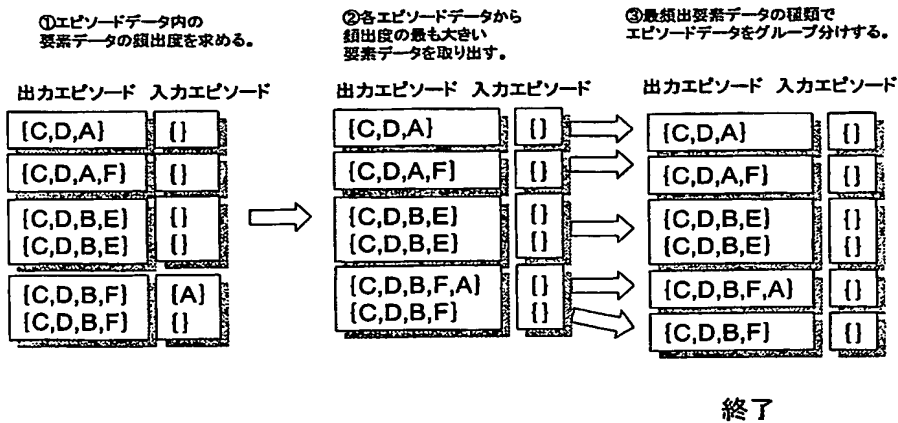 ①エピソードデータ内の
要素データの頻出度を求める。
②各エピソードデータから
頻出度の最も大きい
要素データを取り出す。
③最頻出要素データの種類で
エピソードデータをグループ分けする。
出力エピソード 入力エピソード
{C,D,A} {}
{C,D,A,F} {}
{C,D,B,E} {}
{C,D,B,E} {}
{C,D,B,F} {A}
{C,D,B,F} {}
出力エピソード 入力エピソード
{C,D,A} {}
{C,D,A,F} {}
{C,D,B,E} {}
{C,D,B,E} {}
{C,D,B,F,A} {}
{C,D,B,F} {}
出力エピソード 入力エピソード
{C,D,A} {}
{C,D,A,F} {}
{C,D,B,E} {}
{C,D,B,E} {}
{C,D,B,F,A} {}
{C,D,B,F} {}
終了